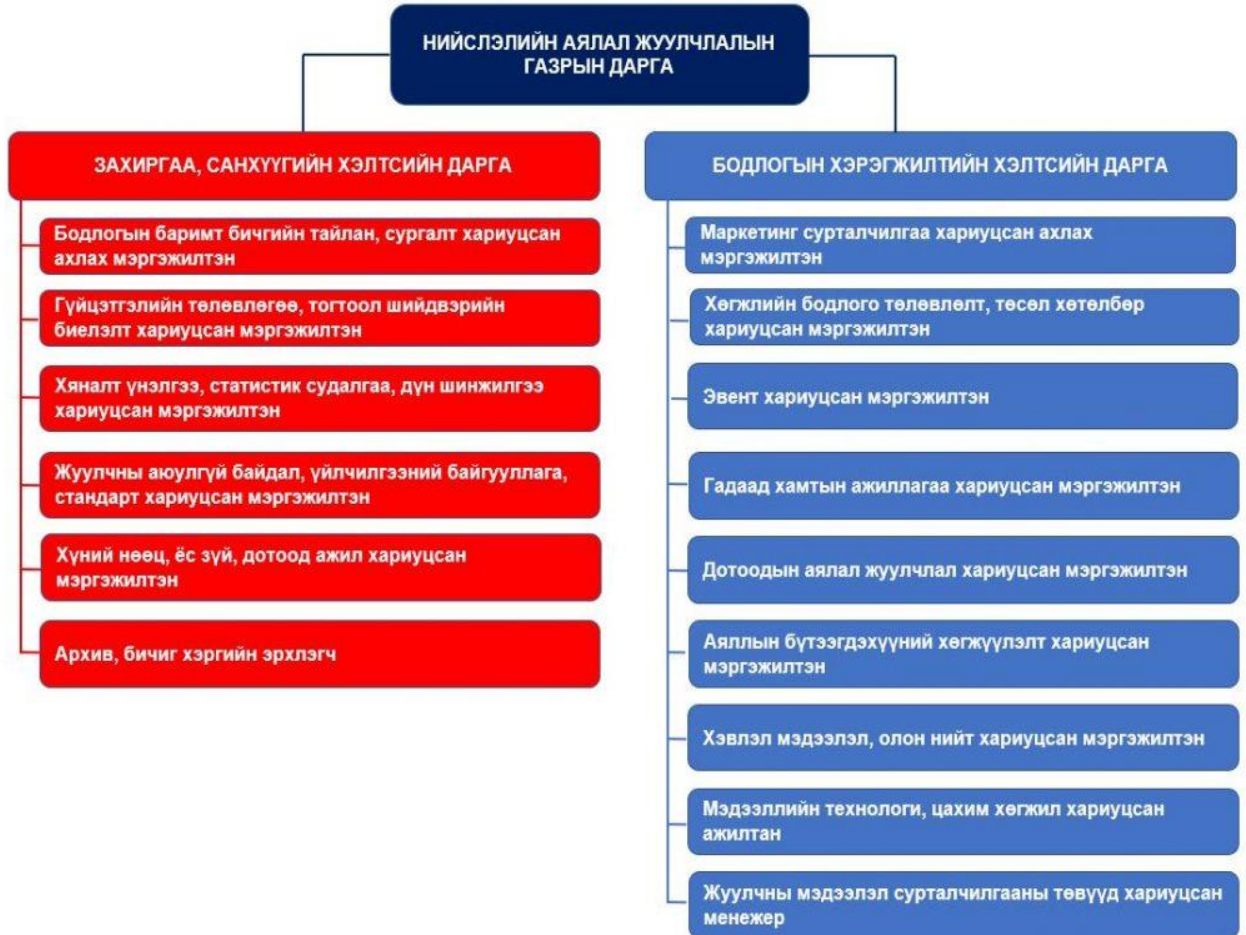 НИЙСЛЭЛИЙН АЯЛАЛ ЖУУЛЧЛАЛЫН
ГАЗРЫН ДАРГА
ЗАХИРГАА, САНХҮҮГИЙН ХЭЛТСИЙН ДАРГА
Бодлогын баримт бичгийн тайлан, сургалт хариуцсан
ахлах мэргэжилтэн
Гүйцэтгэлийн төлөвлөгөө, тогтоол шийдвэрийн
биелэлт хариуцсан мэргэжилтэн
Хяналт үнэлгээ, статистик судалгаа, дүн шинжилгээ
хариуцсан мэргэжилтэн
Жуулчны аюулгүй байдал, үйлчилгээний байгууллага,
стандарт хариуцсан мэргэжилтэн
Хүний нөөц, ёс зүй, дотоод ажил хариуцсан
мэргэжилтэн
Архив, бичиг хэргийн эрхлэгч
БОДЛОГЫН ХЭРЭГЖИЛТИЙН ХЭЛТСИЙН ДАРГА
Маркетинг сурталчилгаа хариуцсан ахлах
мэргэжилтэн
Хөгжлийн бодлого төлөвлөлт, төсөл хөтөлбөр
хариуцсан мэргэжилтэн
Эвент хариуцсан мэргэжилтэн
Гадаад хамтын ажиллагаа хариуцсан мэргэжилтэн
Дотоодын аялал жуулчлал хариуцсан мэргэжилтэн
Аяллын бүтээгдэхүүний хөгжүүлэлт хариуцсан
мэргэжилтэн
Хэвлэл мэдээлэл, олон нийт хариуцсан мэргэжилтэн
Мэдээллийн технологи, цахим хөгжил хариуцсан
ажилтан
Жуулчны мэдээлэл сурталчилгааны төвүүд хариуцсан
менежер